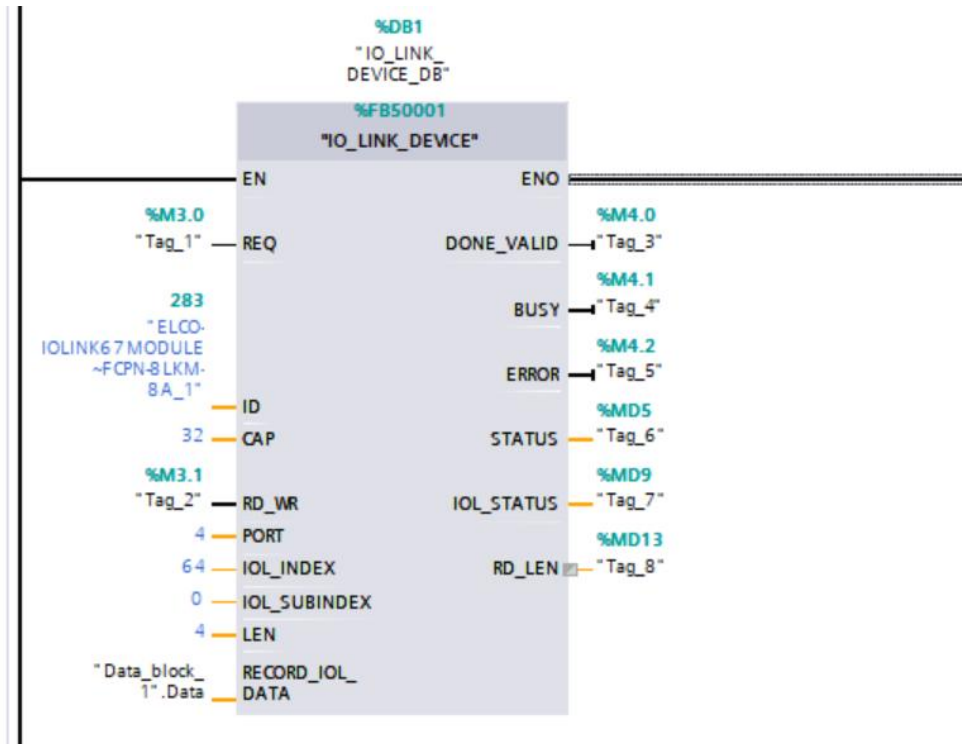 %DB1
"IO_LINK_
DEVICE_DB"
%FB50001
"IO_LINK_DEVICE"
EN ENO
%M3.0 %M4.0
"Tag_1" REQ DONE_VALID "Tag_3"
%M4.1
283 BUSY "Tag_4"
"ELCO-
IOLINK67MODULE %M4.2
~FCPN-8LKM- ERROR "Tag_5"
8A_1"
ID %MD5
32 CAP STATUS "Tag_6"
%M3.1 %MD9
"Tag_2" RD_WR IOL_STATUS "Tag_7"
4 PORT %MD13
64 IOL_INDEX RD_LEN "Tag_8"
0 IOL_SUBINDEX
4 LEN
"Data_block_ RECORD_IOL_
1".Data DATA